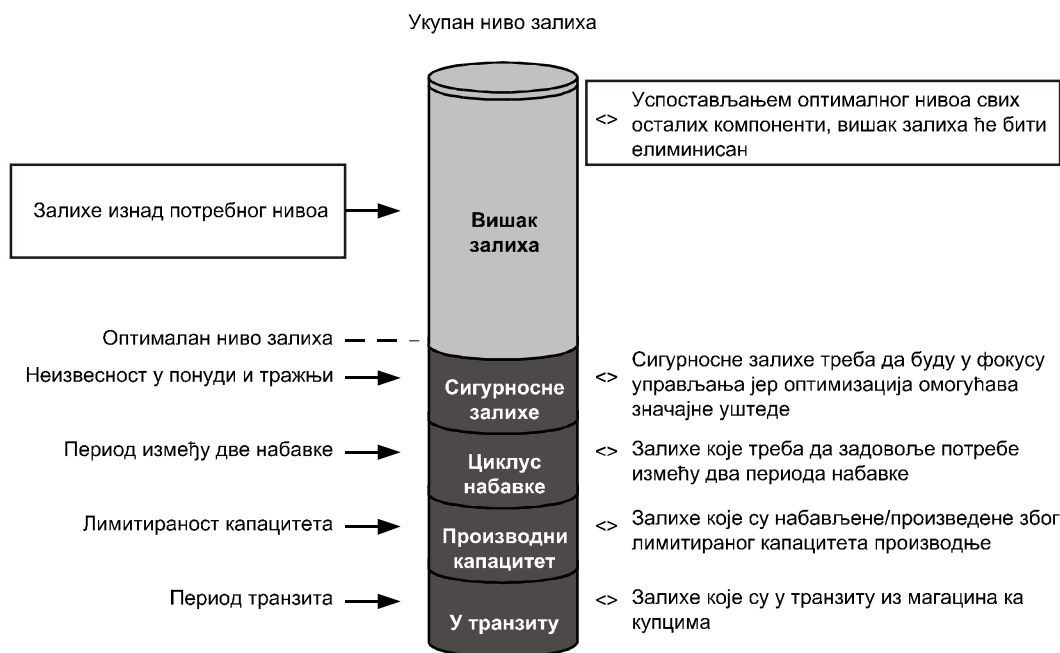 Укупан ниво залиха
<> Успостављањем оптималног нивоа свих
осталих компоненти, вишак залиха ће бити
елиминисан
Залихе изнад потребног нивоа
Вишак
залиха
Оптималан ниво залиха
Неизвесност у понуди и тражњи
Сигурносне
залихе
<> Сигурносне залихе треба да буду у фокусу
управљања јер оптимизација омогућава
значајне уштеде
Период између две набавке
Циклус
набавке
<> Залихе које треба да задовоље потребе
између два периода набавке
Лимитираност капацитета
Производни
капацитет
<> Залихе које су набављене/произведене због
лимитираног капацитета производње
Период транзита
У транзиту
<> Залихе које су у транзиту из магацина ка
купцима